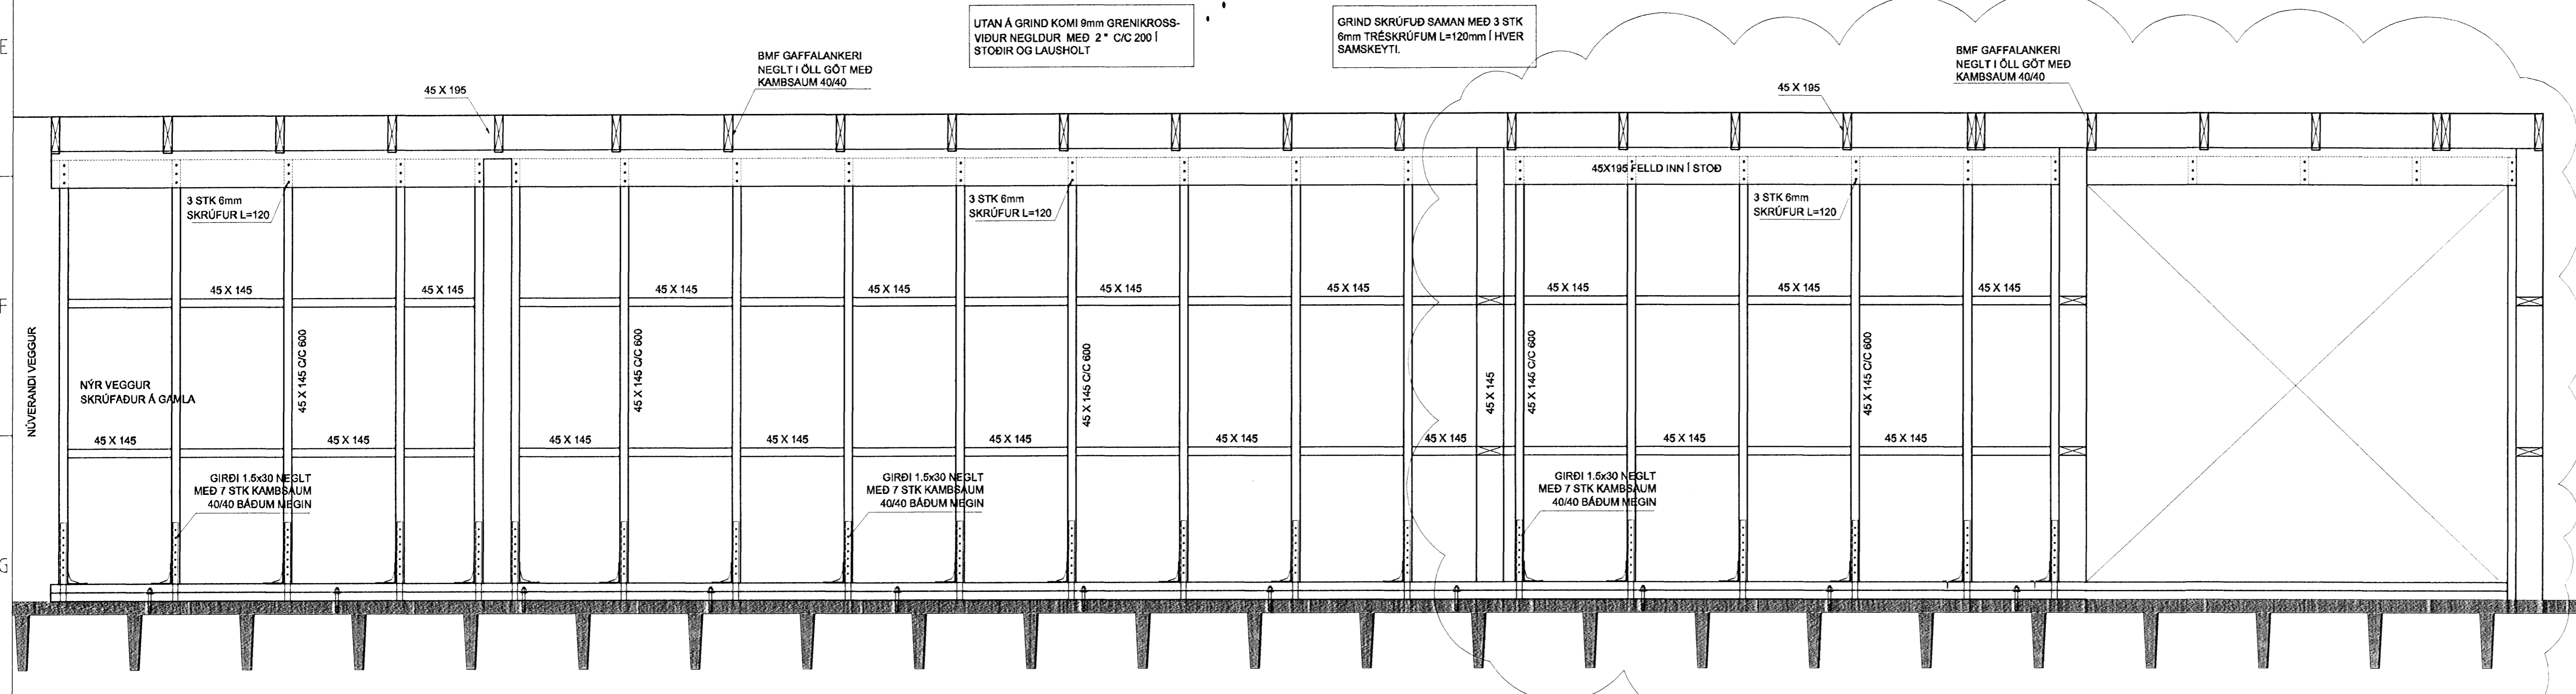 UTAN Á GRIND KOMI 9mm GRENIKROSS-
VIÐUR NEGLDUR MEÐ 2" C/C 200 Í
STOÐIR OG LAUSHOLT
GRIND SKRÚFUÐ SAMAN MEÐ 3 STK
6mm TRÉSKRÚFUM L=120mm Í HVER
SAMSKEYTI.
E
BMF GAFFALANKERI
NEGLT I ÖLL GÖT MEÐ
KAMBSAUM 40/40
BMF GAFFALANKERI
NEGLT I ÖLL GÖT MEÐ
KAMBSAUM 40/40
45 X 195
45 X 195
45X195 FELLD INN Í STOÐ
3 STK 6mm
SKRÚFUR L=120
3 STK 6mm
SKRÚFUR L=120
3 STK 6mm
SKRÚFUR L=120
F
45 X 145
45 X 145
45 X 145
45 X 145
45 X 145
45 X 145
45 X 145
45 X 145
45 X 145
NÚVERANDI VEGGUR
NÝR VEGGUR
SKRÚFAÐUR Á GAMLA
45 X 145 C/C 600
45 X 145 C/C 600
45 X 145 C/C 600
45 X 145
45 X 145 C/C 600
45 X 145 C/C 600
45 X 145
45 X 145
45 X 145
45 X 145
45 X 145
45 X 145
45 X 145
45 X 145
45 X 145
GIRÐI 1.5x30 NEGLT
MEÐ 7 STK KAMBSAUM
40/40 BÁÐUM MEGIN
GIRÐI 1.5x30 NEGLT
MEÐ 7 STK KAMBSAUM
40/40 BÁÐUM MEGIN
GIRÐI 1.5x30 NEGLT
MEÐ 7 STK KAMBSAUM
40/40 BÁÐUM MEGIN
G